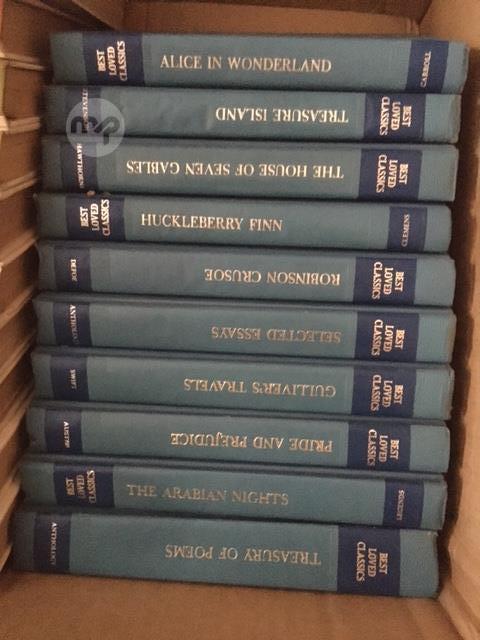 BEST
LOVED
CLASSICS
ALICE IN WONDERLAND
CARROLL
BEST
LOVED
CLASSICS
TREASURE ISLAND
BEST
LOVED
CLASSICS
THE HOUSE OF SEVEN GABLES
HAWTHORNE
BEST
LOVED
CLASSICS
HUCKLEBERRY FINN
CLEMENS
BEST
LOVED
CLASSICS
ROBINSON CRUSOE
DEFOE
BEST
LOVED
CLASSICS
SELECTED ESSAYS
ANTHOLOGY
BEST
LOVED
CLASSICS
GULLIVER'S TRAVELS
SWIFT
BEST
LOVED
CLASSICS
PRIDE AND PREJUDICE
AUSTEN
BEST
LOVED
CLASSICS
THE ARABIAN NIGHTS
LEGENDS
BEST
LOVED
CLASSICS
TREASURY OF POEMS
ANTHOLOGY